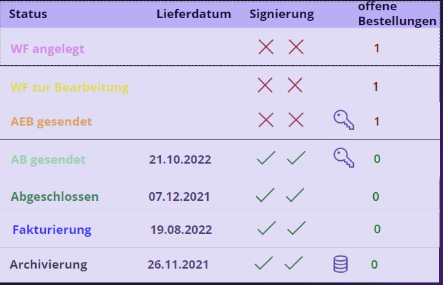 Status Lieferdatum Signierung offene Bestellungen
WF angelegt 1
WF zur Bearbeitung 1
AEB gesendet 1
AB gesendet 21.10.2022 0
Abgeschlossen 07.12.2021 0
Fakturierung 19.08.2022 0
Archivierung 26.11.2021 0